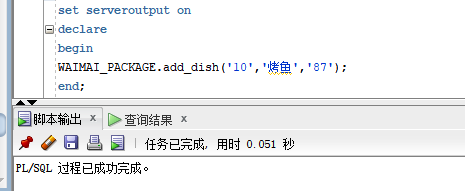 set serveroutput on
declare
begin
WAIMAI_PACKAGE.add_dish('10','烤鱼','87');
end;
脚本输出 × 查询结果 ×
任务已完成，用时 0.051 秒
PL/SQL 过程已成功完成。